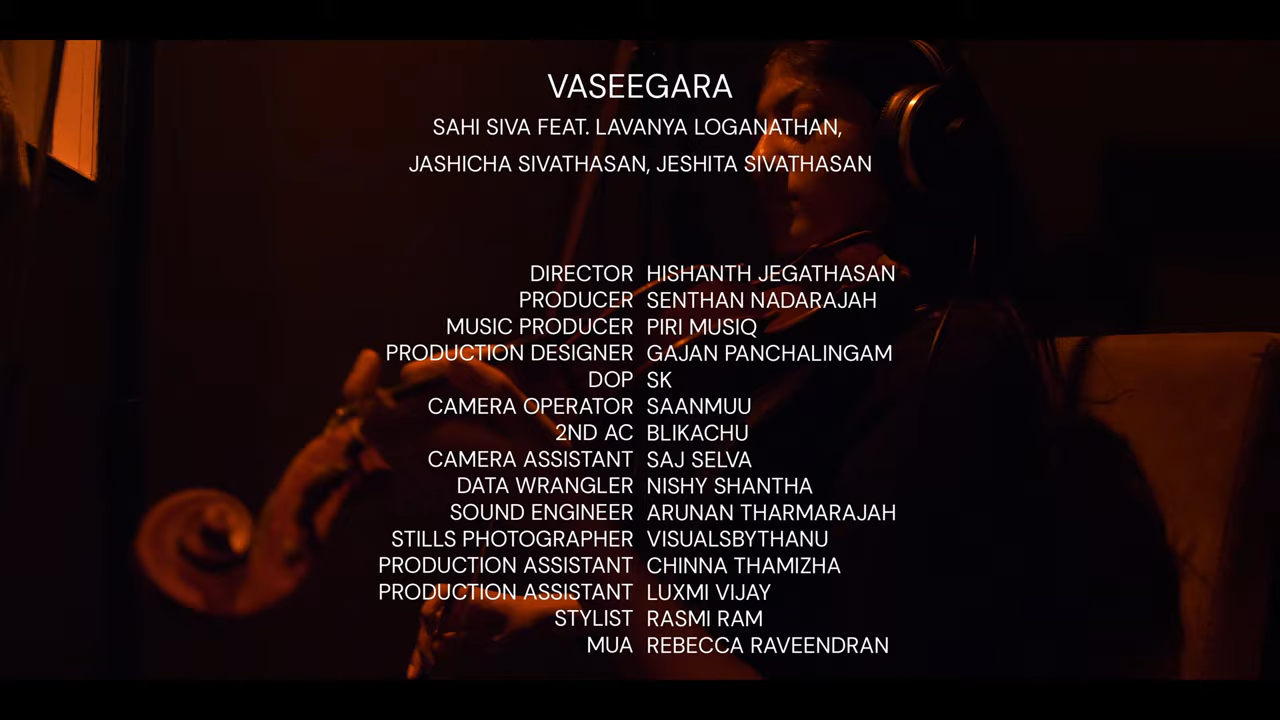 VASEEGARA
SAHI SIVA FEAT. LAVANYA LOGANATHAN,
JASHICHA SIVATHASAN, JESHITA SIVATHASAN
DIRECTOR HISHANTH JEGATHASAN
PRODUCER SENTHAN NADARAJAH
MUSIC PRODUCER PIRI MUSIQ
PRODUCTION DESIGNER GAJAN PANCHALINGAM
DOP SK
CAMERA OPERATOR SAANMUU
2ND AC BLIKACHU
CAMERA ASSISTANT SAJ SELVA
DATA WRANGLER NISHY SHANTHA
SOUND ENGINEER ARUNAN THARMARAJAH
STILLS PHOTOGRAPHER VISUALSBYTHANU
PRODUCTION ASSISTANT CHINNA THAMIZHA
PRODUCTION ASSISTANT LUXMI VIJAY
STYLIST RASMI RAM
MUA REBECCA RAVEENDRAN